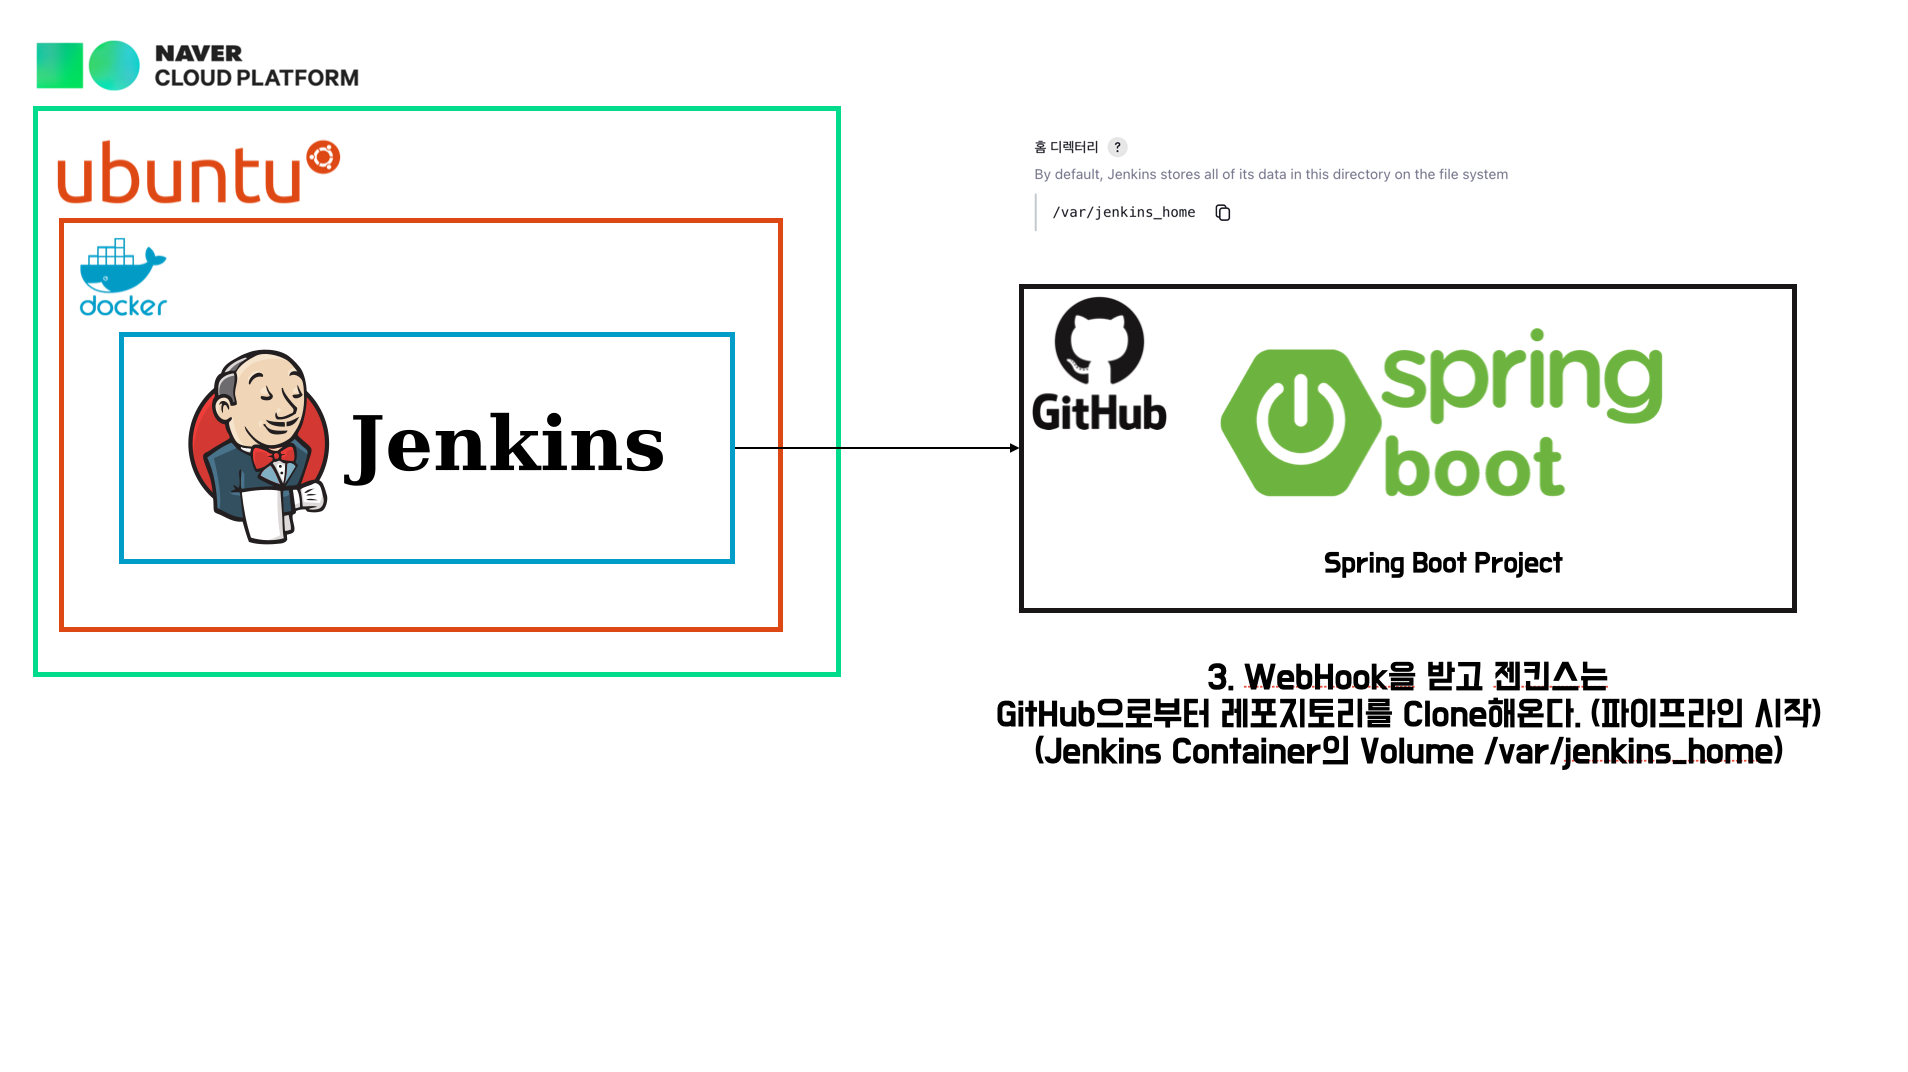 NAVER
CLOUD PLATFORM
ubuntu
docker
Jenkins
홈 디렉터리 ?
By default, Jenkins stores all of its data in this directory on the file system
/var/jenkins_home
GitHub
spring
boot
Spring Boot Project
3. WebHook을 받고 젠킨스는
GitHub으로부터 레포지토리를 Clone해온다. (파이프라인 시작)
(Jenkins Container의 Volume /var/jenkins_home)